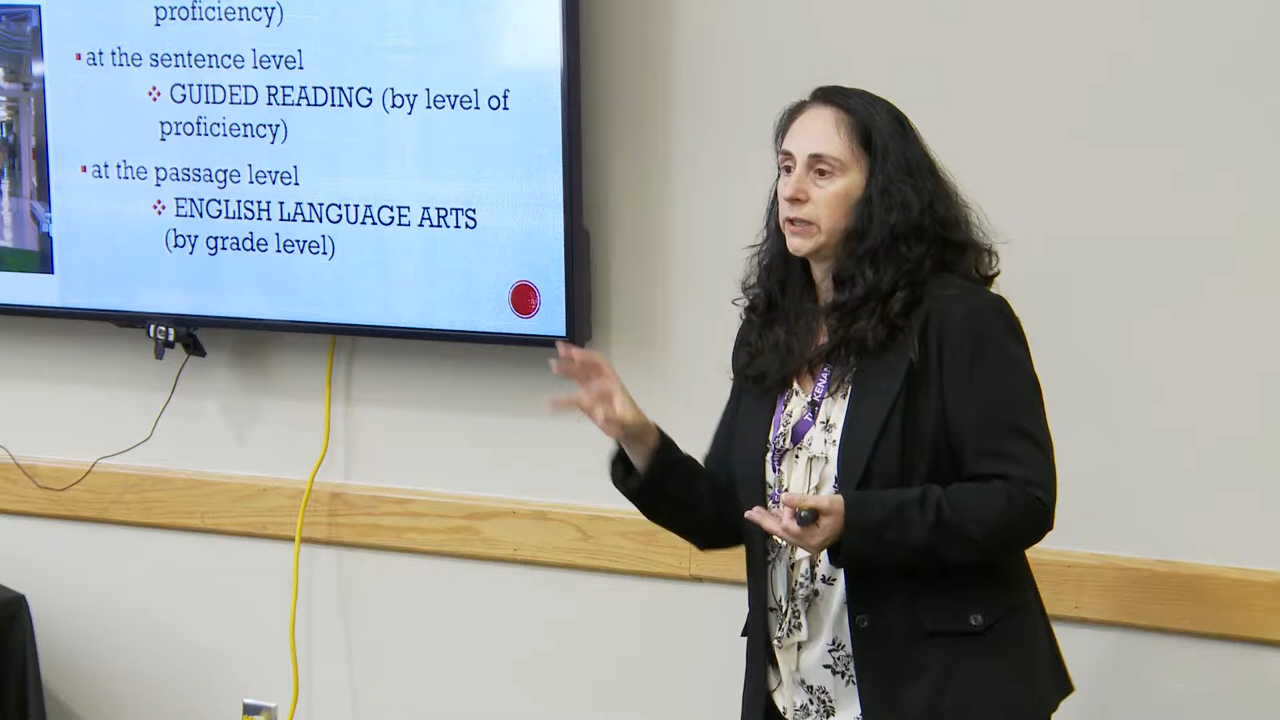 proficiency)
▪ at the sentence level
❖ GUIDED READING (by level of
proficiency)
▪ at the passage level
❖ ENGLISH LANGUAGE ARTS
(by grade level)